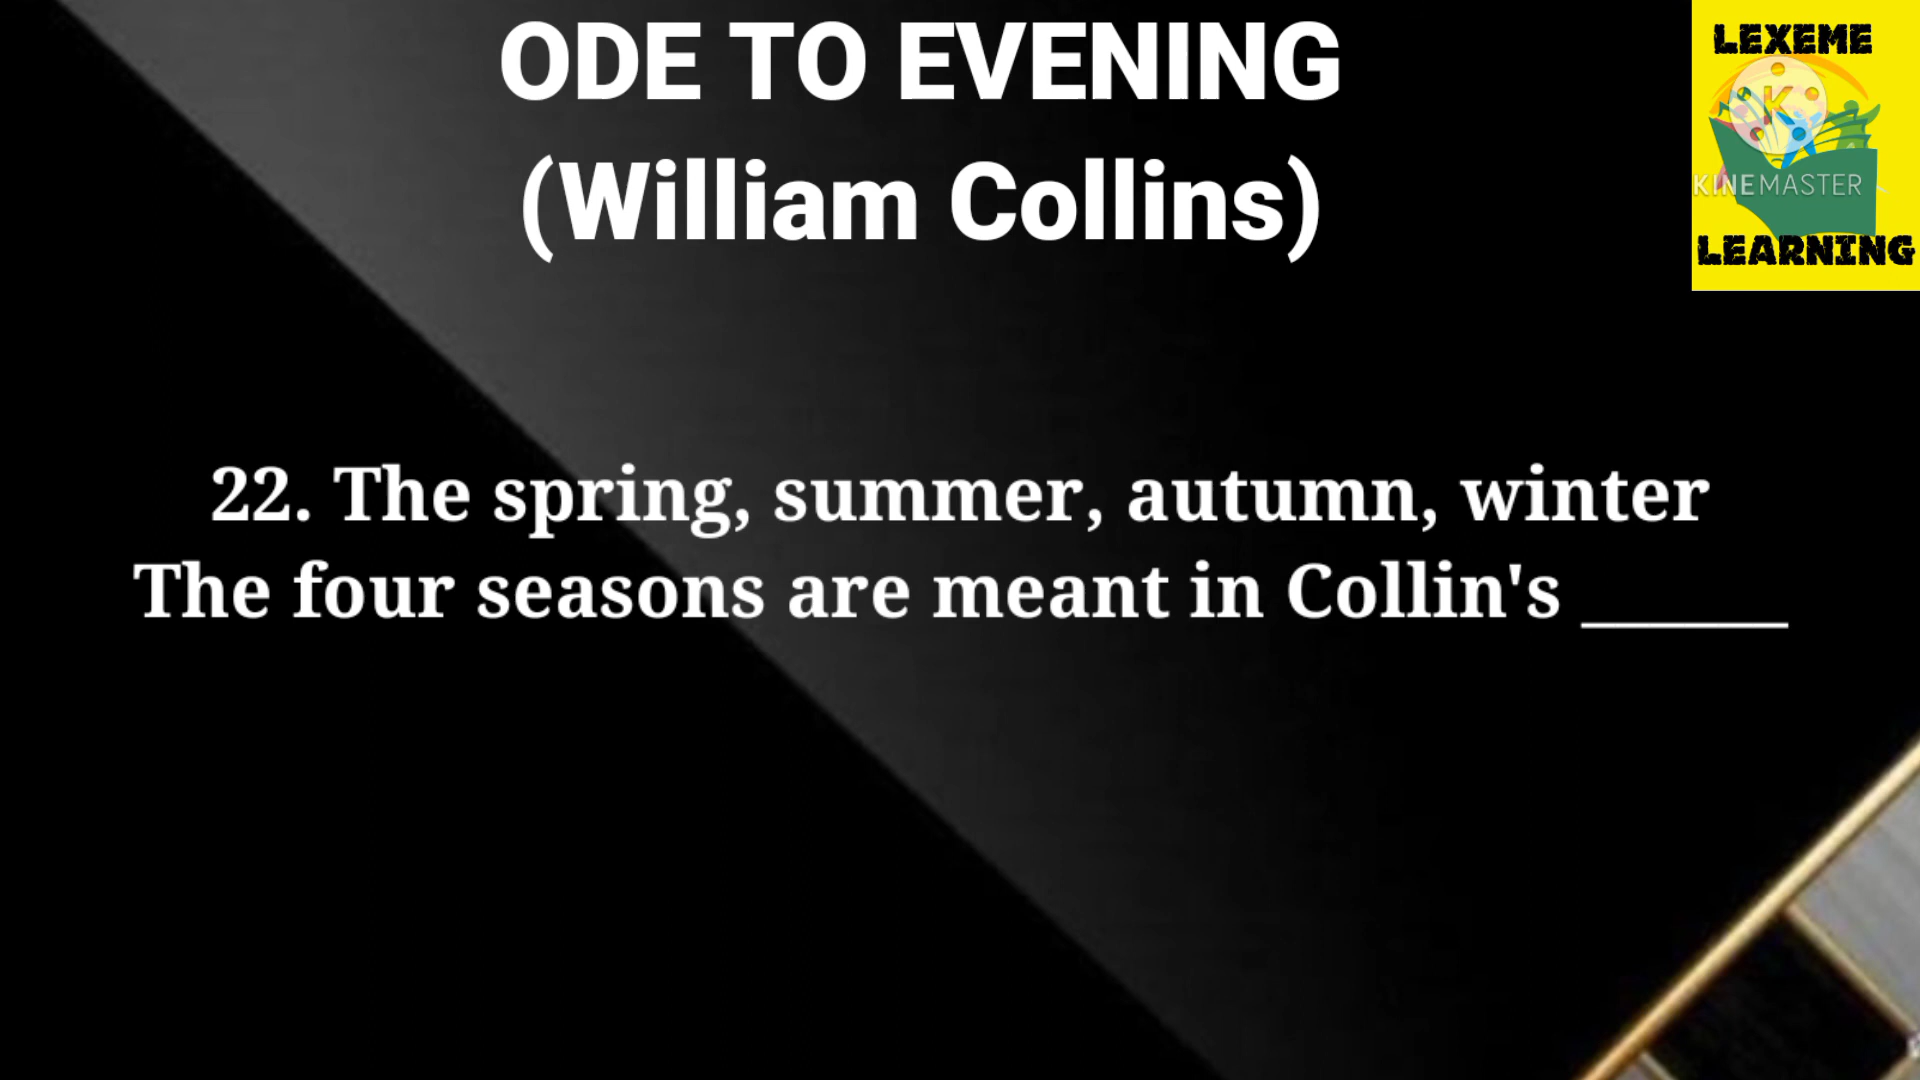 ODE TO EVENING
(William Collins)
LEXEME
KINEMASTER
LEARNING
22. The spring, summer, autumn, winter
The four seasons are meant in Collin's ______